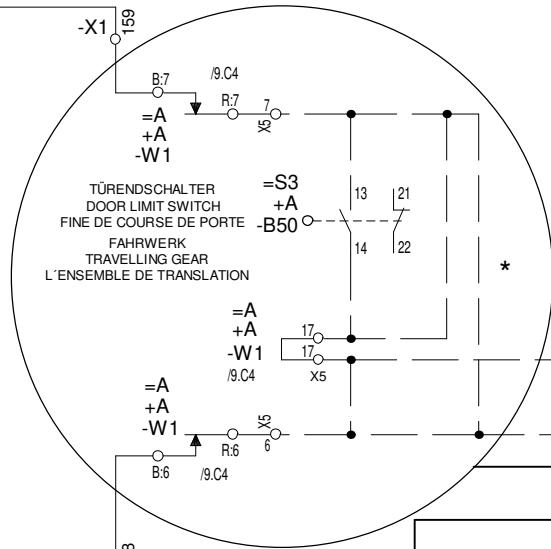 -X1
159
B:7
/9.C4
R:7
7
X5
=A
+A
-W1
TÜRENDSCHALTER
DOOR LIMIT SWITCH
FINE DE COURSE DE PORTE
FAHRWERK
TRAVELLING GEAR
L´ENSEMBLE DE TRANSLATION
=S3
+A
-B50
13
21
14
22
*
=A
+A
-W1
/9.C4
17
17
X5
=A
+A
-W1
B:6
/9.C4
R:6
X5
6